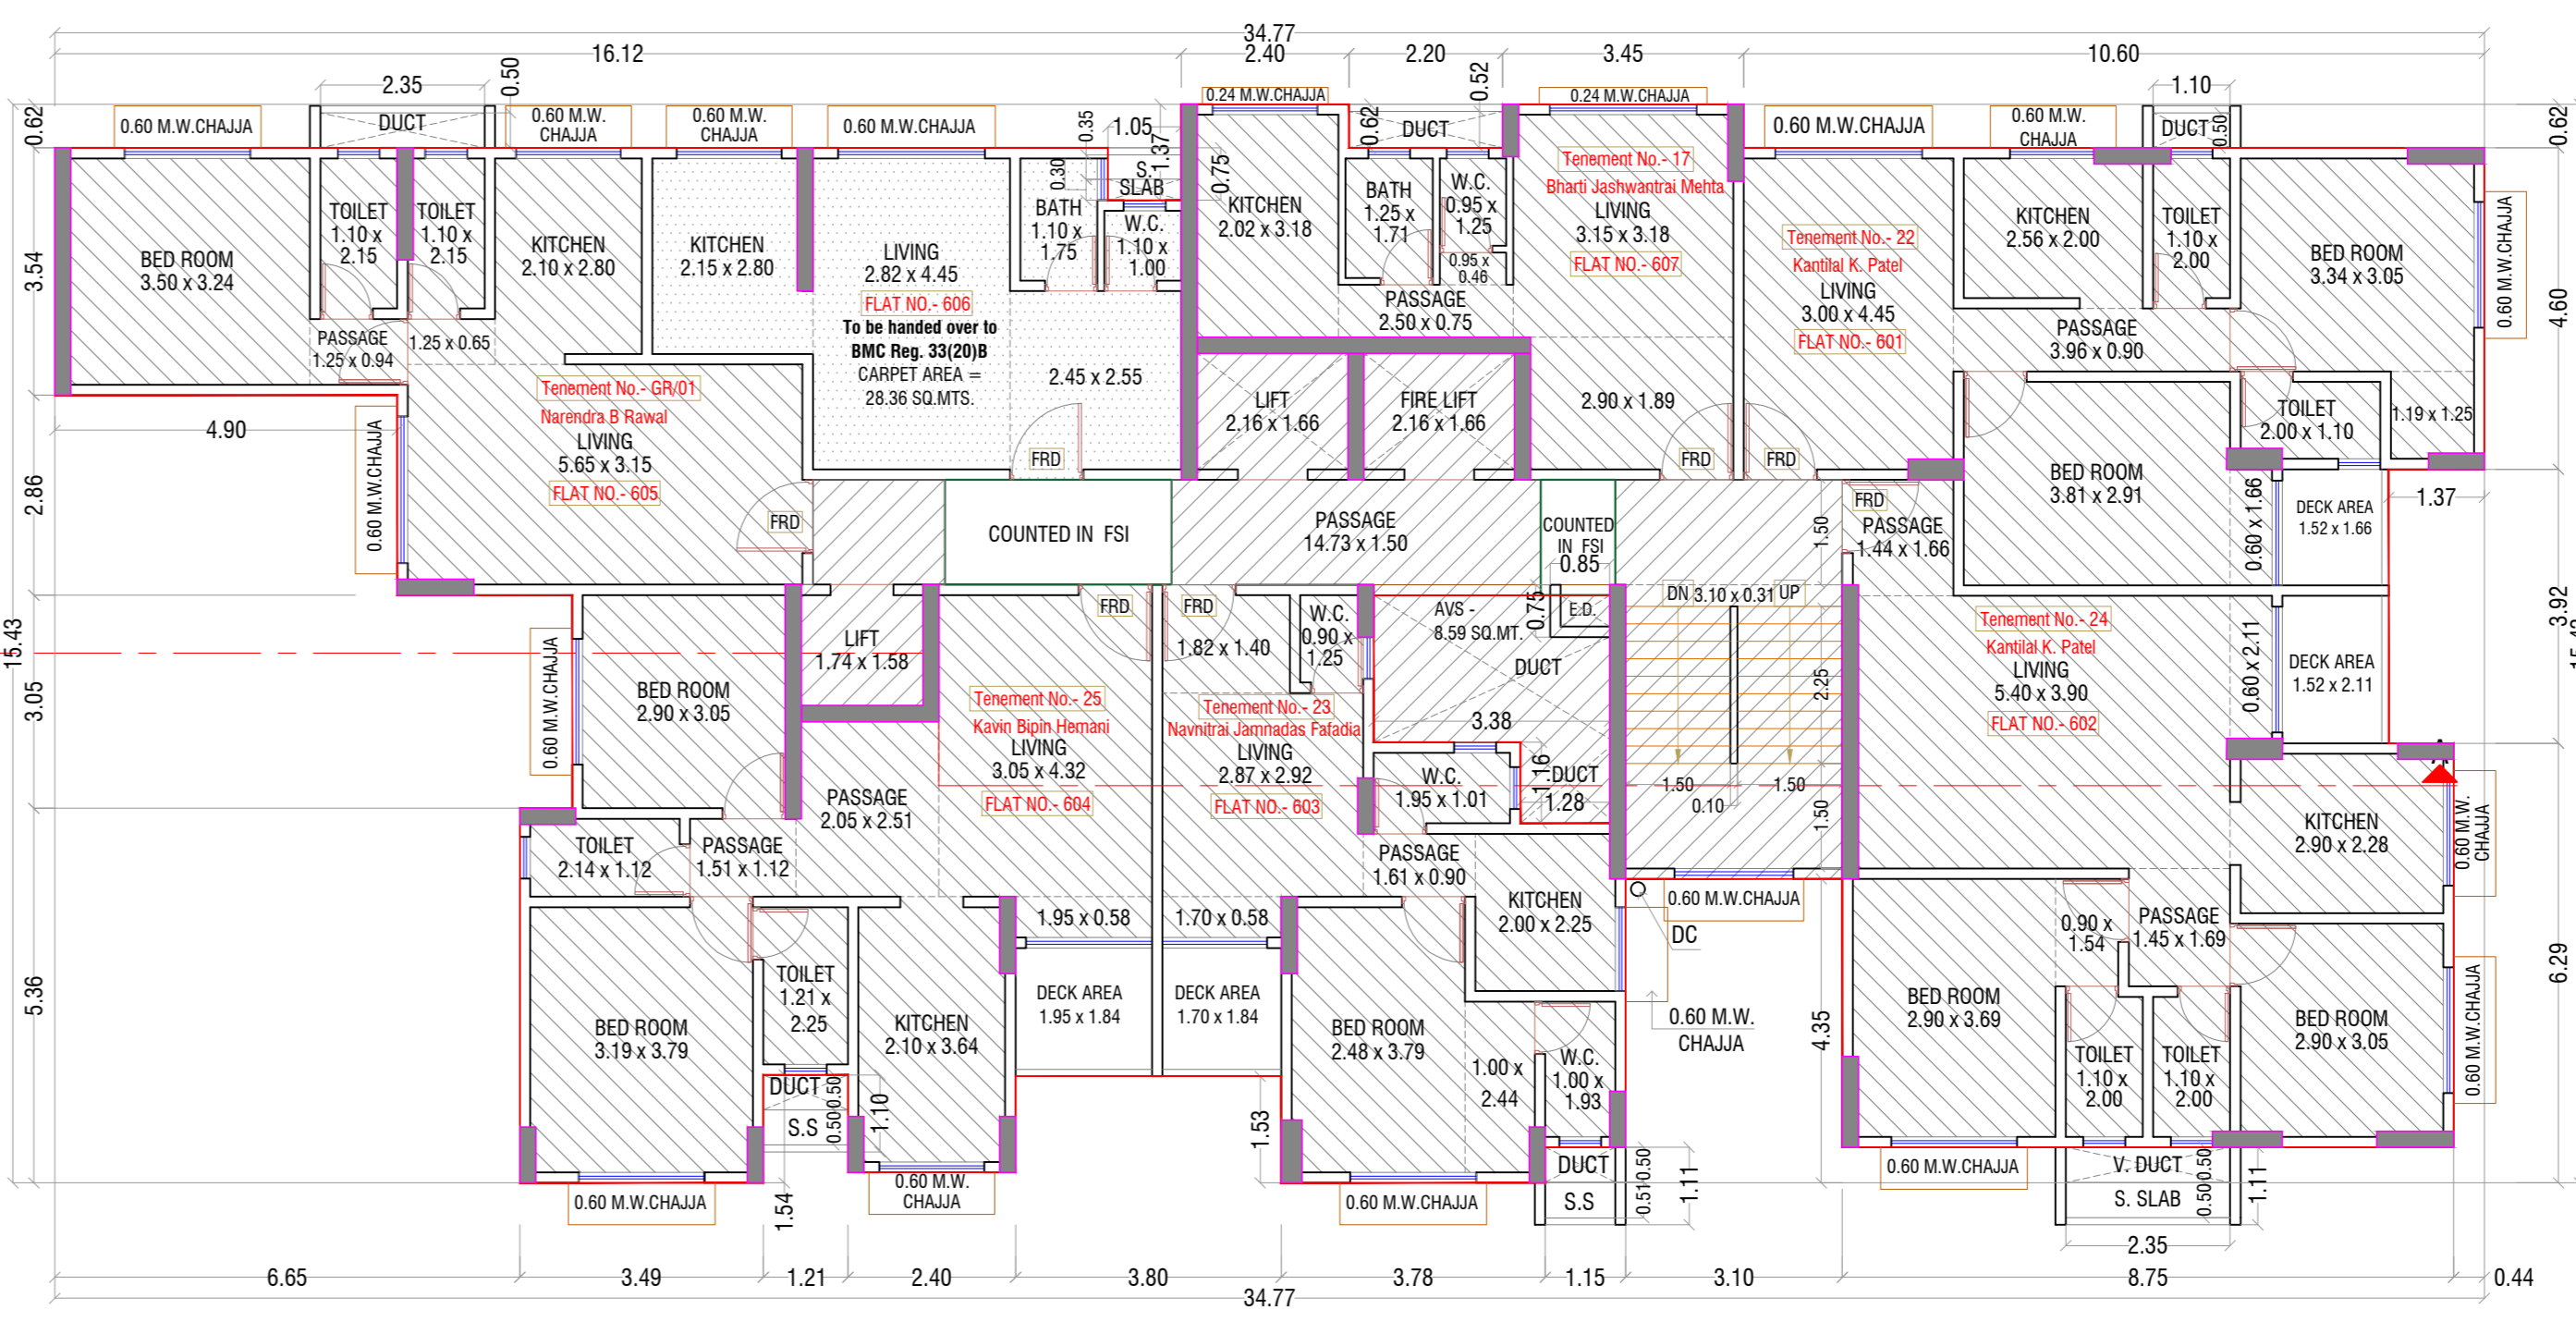 34.77
16.12
2.40
2.20
3.45
10.60
2.35
0.50
0.52
1.10
0.62
0.60 M.W.CHAJJA
DUCT
0.60 M.W.
CHAJJA
0.60 M.W.
CHAJJA
0.60 M.W.CHAJJA
0.35
1.05
1.37
0.24 M.W.CHAJJA
0.62
DUCT
0.24 M.W.CHAJJA
0.60 M.W.CHAJJA
0.60 M.W.
CHAJJA
DUCT
0.50
0.62
3.54
BED ROOM
3.50 x 3.24
TOILET
1.10 x
2.15
TOILET
1.10 x
2.15
KITCHEN
2.10 x 2.80
KITCHEN
2.15 x 2.80
LIVING
2.82 x 4.45
FLAT NO.- 606
To be handed over to
BMC Reg. 33(20)B
CARPET AREA =
28.36 SQ.MTS.
0.30
BATH
1.10 x
1.75
S.
SLAB
0.75
W.C.
1.10 x
1.00
2.45 x 2.55
FRD
KITCHEN
2.02 x 3.18
BATH
1.25 x
1.71
W.C.
0.95 x
1.25
0.95 x
0.46
PASSAGE
2.50 x 0.75
Tenement No.- 17
Bharti Jashwantrai Mehta
LIVING
3.15 x 3.18
FLAT NO.- 607
Tenement No.- 22
Kantilal K. Patel
LIVING
3.00 x 4.45
FLAT NO.- 601
KITCHEN
2.56 x 2.00
TOILET
1.10 x
2.00
BED ROOM
3.34 x 3.05
0.60 M.W.CHAJJA
4.60
PASSAGE
1.25 x 0.94
1.25 x 0.65
PASSAGE
3.96 x 0.90
4.90
0.60 M.W.CHAJJA
2.86
Tenement No.- GR/01
Narendra B Rawal
LIVING
5.65 x 3.15
FLAT NO.- 605
FRD
LIFT
2.16 x 1.66
FIRE LIFT
2.16 x 1.66
2.90 x 1.89
FRD
FRD
TOILET
2.00 x 1.10
1.19 x 1.25
BED ROOM
3.81 x 2.91
0.60 x 1.66
DECK AREA
1.52 x 1.66
1.37
COUNTED IN  FSI
PASSAGE
14.73 x 1.50
COUNTED
IN  FSI
0.85
1.50
FRD
PASSAGE
1.44 x 1.66
3.92
15.43
15.43
3.05
0.60 M.W.CHAJJA
BED ROOM
2.90 x 3.05
LIFT
1.74 x 1.58
FRD
FRD
1.82 x 1.40
W.C.
0.90 x
1.25
AVS -
8.59 SQ.MT.
0.75
E.D.
DUCT
3.38
DN
3.10 x 0.31
UP
2.25
Tenement No.- 24
Kantilal K. Patel
LIVING
5.40 x 3.90
FLAT NO.- 602
0.60 x 2.11
DECK AREA
1.52 x 2.11
Tenement No.- 25
Kavin Bipin Hemani
LIVING
3.05 x 4.32
FLAT NO.- 604
Tenement No.- 23
Navnitrai Jamnadas Fafadia
LIVING
2.87 x 2.92
FLAT NO.- 603
PASSAGE
2.05 x 2.51
W.C.
1.95 x 1.01
1.16
DUCT
1.28
1.50
0.10
1.50
1.50
A
KITCHEN
2.90 x 2.28
0.60 M.W.
CHAJJA
TOILET
2.14 x 1.12
PASSAGE
1.51 x 1.12
PASSAGE
1.61 x 0.90
KITCHEN
2.00 x 2.25
0.60 M.W.CHAJJA
DC
1.95 x 0.58
1.70 x 0.58
0.90 x
1.54
PASSAGE
1.45 x 1.69
5.36
6.29
BED ROOM
3.19 x 3.79
TOILET
1.21 x
2.25
KITCHEN
2.10 x 3.64
DECK AREA
1.95 x 1.84
DECK AREA
1.70 x 1.84
BED ROOM
2.48 x 3.79
1.00 x
2.44
W.C.
1.00 x
1.93
0.60 M.W.
CHAJJA
4.35
BED ROOM
2.90 x 3.69
TOILET
1.10 x
2.00
TOILET
1.10 x
2.00
BED ROOM
2.90 x 3.05
0.60 M.W.CHAJJA
DUCT
0.50
S.S
0.50
1.10
1.53
1.54
0.60 M.W.CHAJJA
0.60 M.W.
CHAJJA
0.60 M.W.CHAJJA
DUCT
0.50
S.S
0.51
1.11
0.60 M.W.CHAJJA
V. DUCT
0.50
S. SLAB
0.50
1.11
2.35
6.65
3.49
1.21
2.40
3.80
3.78
1.15
3.10
8.75
0.44
34.77